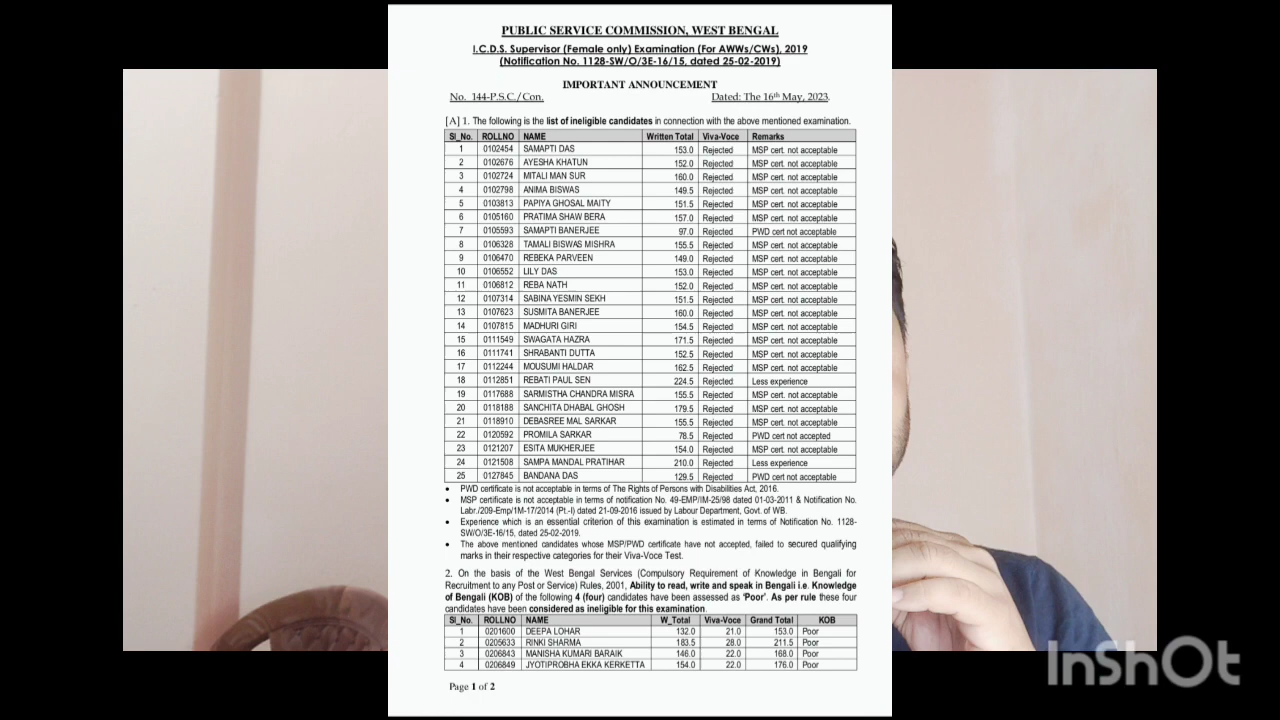 PUBLIC SERVICE COMMISSION, WEST BENGAL
I.C.D.S. Supervisor (Female only) Examination (For AWWs/CWs), 2019
(Notification No. 1128-SW/O/3E-16/15, dated 25-02-2019)
IMPORTANT ANNOUNCEMENT
No. 144-P.S.C./Con. Dated: The 16th May, 2023.
[A] 1. The following is the list of ineligible candidates in connection with the above mentioned examination.
Sl_No. ROLLNO NAME Written Total Viva-Voce Remarks
1 0102454 SAMAPTI DAS 153.0 Rejected MSP cert. not acceptable
2 0102676 AYESHA KHATUN 152.0 Rejected MSP cert. not acceptable
3 0102724 MITALI MAN SUR 160.0 Rejected MSP cert. not acceptable
4 0102798 ANIMA BISWAS 149.5 Rejected MSP cert. not acceptable
5 0103813 PAPIYA GHOSAL MAITY 151.5 Rejected MSP cert. not acceptable
6 0105160 PRATIMA SHAW BERA 157.0 Rejected MSP cert. not acceptable
7 0105593 SAMAPTI BANERJEE 97.0 Rejected PWD cert not acceptable
8 0106328 TAMALI BISWAS MISHRA 155.5 Rejected MSP cert. not acceptable
9 0106470 REBEKA PARVEEN 149.0 Rejected MSP cert. not acceptable
10 0106552 LILY DAS 153.0 Rejected MSP cert. not acceptable
11 0106812 REBA NATH 152.0 Rejected MSP cert. not acceptable
12 0107314 SABINA YESMIN SEKH 151.5 Rejected MSP cert. not acceptable
13 0107623 SUSMITA BANERJEE 160.0 Rejected MSP cert. not acceptable
14 0107815 MADHURI GIRI 154.5 Rejected MSP cert. not acceptable
15 0111549 SWAGATA HAZRA 171.5 Rejected MSP cert. not acceptable
16 0111741 SHRABANTI DUTTA 152.5 Rejected MSP cert. not acceptable
17 0112244 MOUSUMI HALDAR 162.5 Rejected MSP cert. not acceptable
18 0112851 REBATI PAUL SEN 224.5 Rejected Less experience
19 0117688 SARMISTHA CHANDRA MISRA 155.5 Rejected MSP cert. not acceptable
20 0118188 SANCHITA DHABAL GHOSH 179.5 Rejected MSP cert. not acceptable
21 0118910 DEBASREE MAL SARKAR 155.5 Rejected MSP cert. not acceptable
22 0120592 PROMILA SARKAR 78.5 Rejected PWD cert not accepted
23 0121207 ESITA MUKHERJEE 154.0 Rejected MSP cert. not acceptable
24 0121508 SAMPA MANDAL PRATIHAR 210.0 Rejected Less experience
25 0127845 BANDANA DAS 129.5 Rejected PWD cert not acceptable
• PWD certificate is not acceptable in terms of The Rights of Persons with Disabilities Act, 2016.
• MSP certificate is not acceptable in terms of notification No. 49-EMP/IM-25/98 dated 01-03-2011 & Notification No.
Labr./209-Emp/1M-17/2014 (Pt.-I) dated 21-09-2016 issued by Labour Department, Govt. of WB.
• Experience which is an essential criterion of this examination is estimated in terms of Notification No. 1128-
SW/O/3E-16/15, dated 25-02-2019.
• The above mentioned candidates whose MSP/PWD certificate have not accepted, failed to secured qualifying
marks in their respective categories for their Viva-Voce Test.
2. On the basis of the West Bengal Services (Compulsory Requirement of Knowledge in Bengali for
Recruitment to any Post or Service) Rules, 2001, Ability to read, write and speak in Bengali i.e. Knowledge
of Bengali (KOB) of the following 4 (four) candidates have been assessed as 'Poor'. As per rule these four
candidates have been considered as ineligible for this examination.
Sl_No. ROLLNO NAME W_Total Viva-Voce Grand Total KOB
1 0201600 DEEPA LOHAR 132.0 21.0 153.0 Poor
2 0205633 RINKI SHARMA 183.5 28.0 211.5 Poor
3 0206843 MANISHA KUMARI BARAIK 146.0 22.0 168.0 Poor
4 0206849 JYOTIPROBHA EKKA KERKETTA 154.0 22.0 176.0 Poor
Page 1 of 2
InShOt